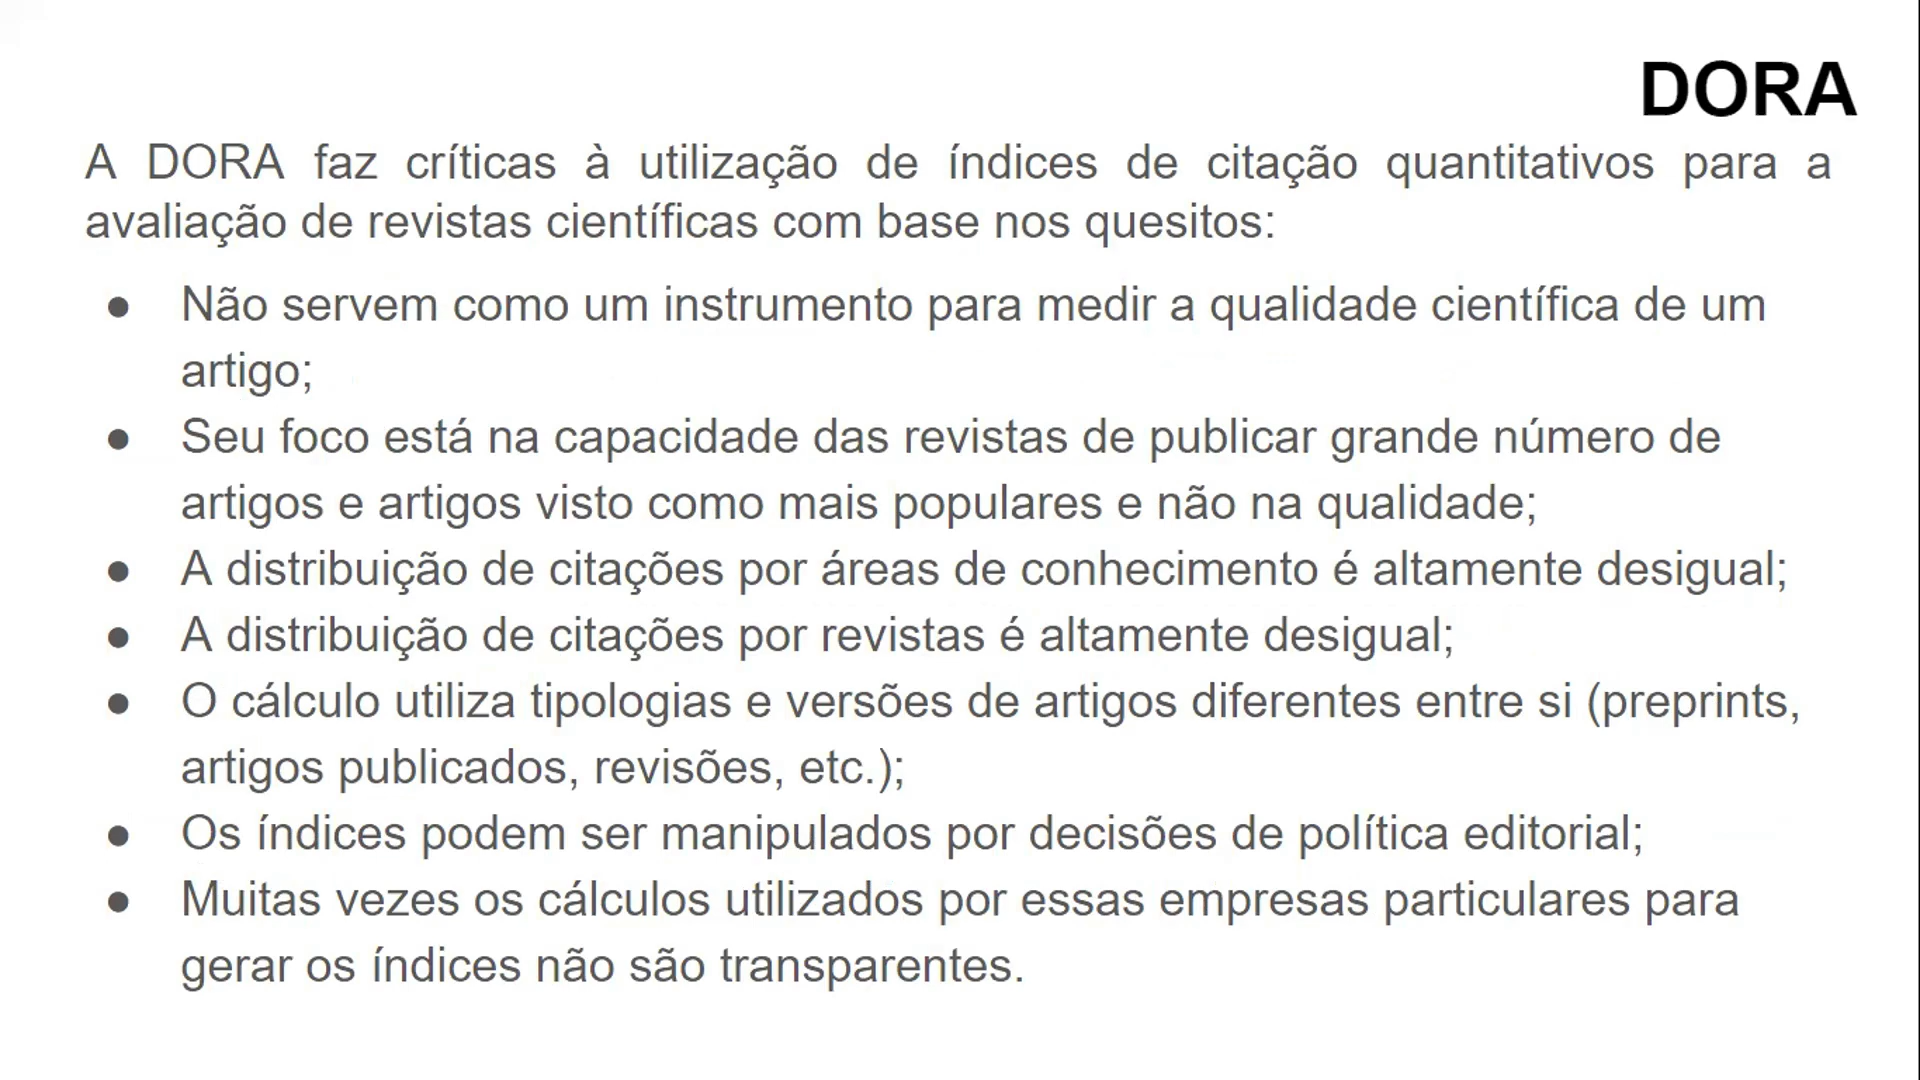 DORA
A DORA faz críticas à utilização de índices de citação quantitativos para a
avaliação de revistas científicas com base nos quesitos:
● Não servem como um instrumento para medir a qualidade científica de um
artigo;
● Seu foco está na capacidade das revistas de publicar grande número de
artigos e artigos visto como mais populares e não na qualidade;
● A distribuição de citações por áreas de conhecimento é altamente desigual;
● A distribuição de citações por revistas é altamente desigual;
● O cálculo utiliza tipologias e versões de artigos diferentes entre si (preprints,
artigos publicados, revisões, etc.);
● Os índices podem ser manipulados por decisões de política editorial;
● Muitas vezes os cálculos utilizados por essas empresas particulares para
gerar os índices não são transparentes.